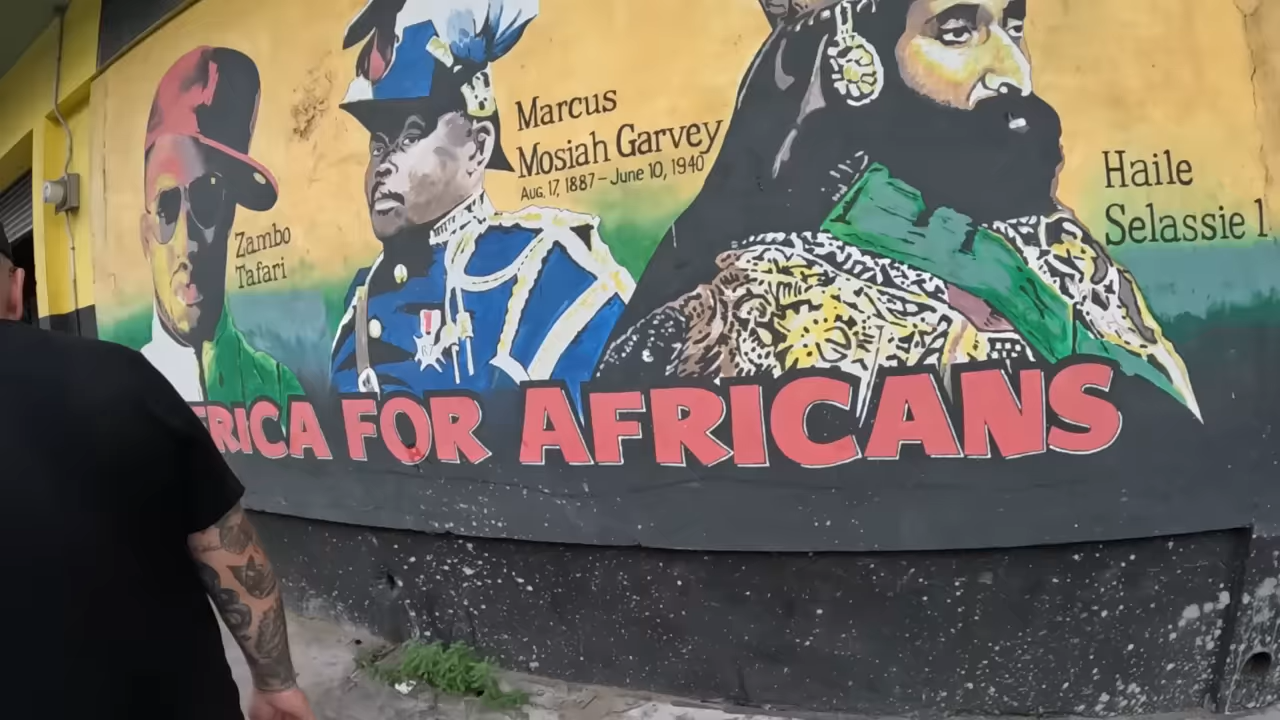 Zambo
Tafari
Marcus
Mosiah Garvey
Aug. 17, 1887 – June 10, 1940
Haile
Selassie 1
RICA FOR AFRICANS